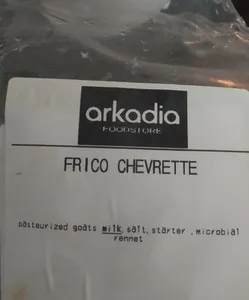 arkadia
FOODSTORE
FRICO CHEVRETTE
pasteurized goats milk, salt, starter , microbial
rennet